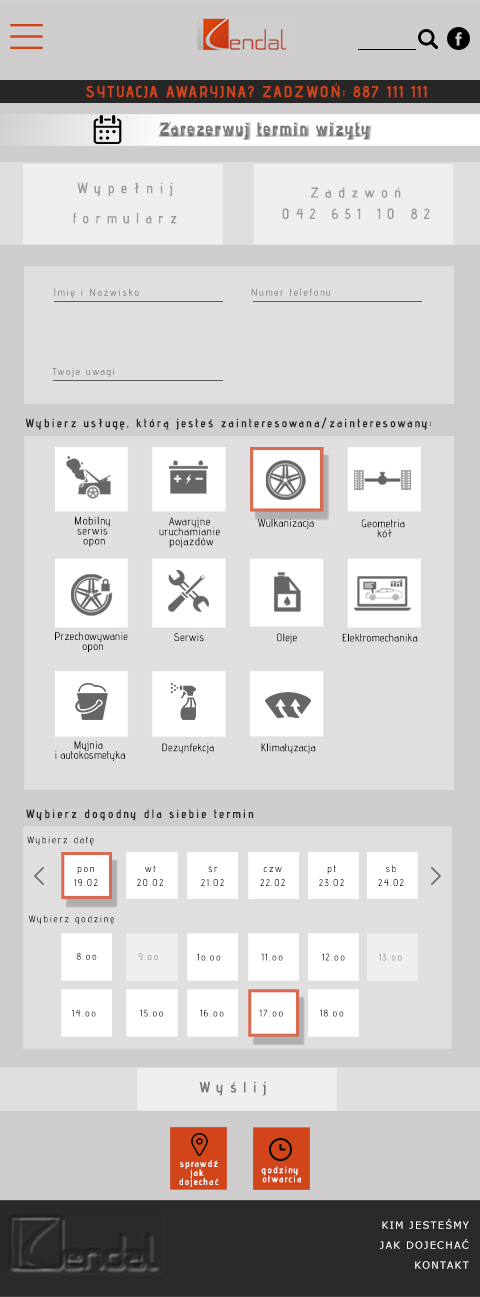 Kendal
SYTUACJA AWARYJNA? ZADZWOŃ: 887 111 111
Zarezerwuj termin wizyty
Wypełnij
formularz
Zadzwoń
042 651 10 82
Imię i Nazwisko
Numer telefonu
Twoje uwagi
Wybierz usługę, którą jesteś zainteresowana/zainteresowany:
Mobilny
serwis
opon
Awaryjne
uruchamianie
pojazdów
Wulkanizacja
Geometria
kół
Przechowywanie
opon
Serwis
Oleje
Elektromechanika
Myjnia
i autokosmetyka
Dezynfekcja
Klimatyzacja
Wybierz dogodny dla siebie termin
Wybierz datę
pon
19.02
wt
20.02
śr
21.02
czw
22.02
pt
23.02
sb
24.02
Wybierz godzinę
8.00
9.00
10.00
11.00
12.00
13.00
14.00
15.00
16.00
17.00
18.00
Wyślij
sprawdź
jak
dojechać
godziny
otwarcia
Kendal
KIM JESTEŚMY
JAK DOJECHAĆ
KONTAKT